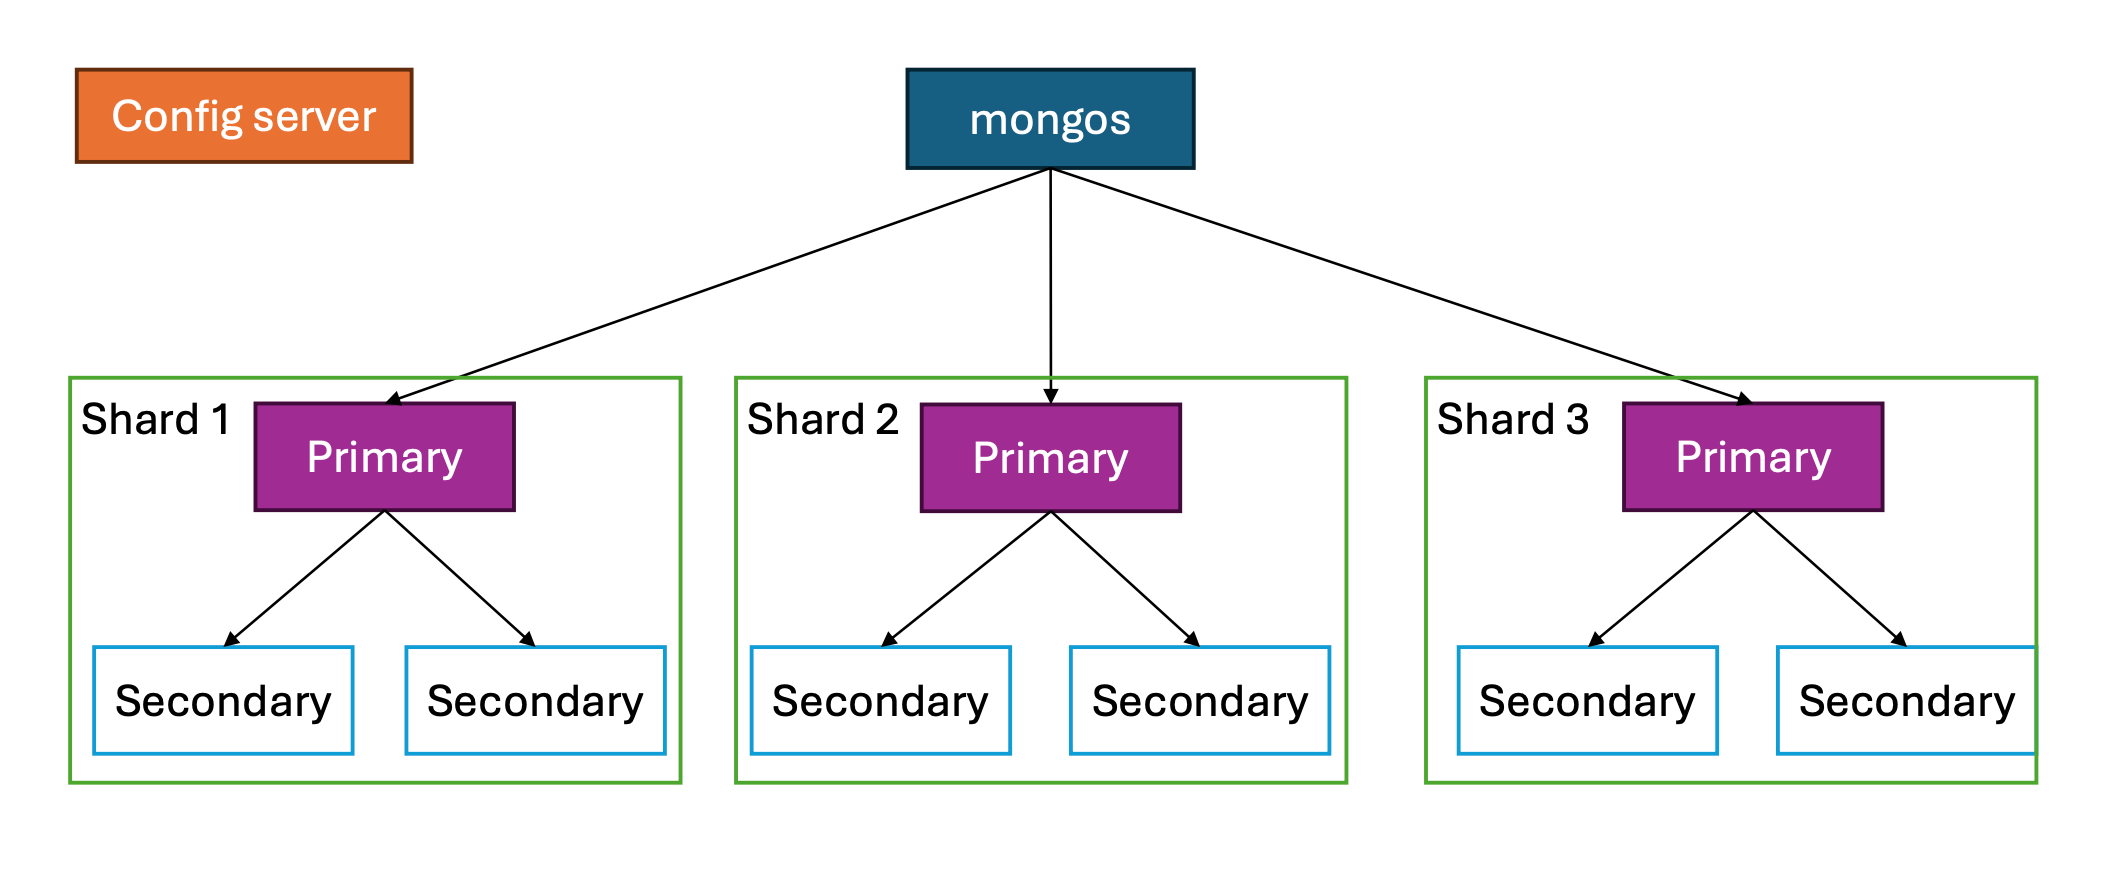 Config server
mongos
Shard 1
Primary
Secondary
Secondary
Shard 2
Primary
Secondary
Secondary
Shard 3
Primary
Secondary
Secondary